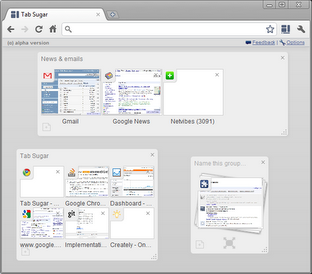 Tab Sugar
(α) alpha version
Feedback | Options
News & emails
Gmail
Google News
Netvibes (3091)
Tab Sugar
Name this group...
Tab Sugar - ...
Google Chro...
Dashboard - ...
www.google...
Implementati...
Creately - On...